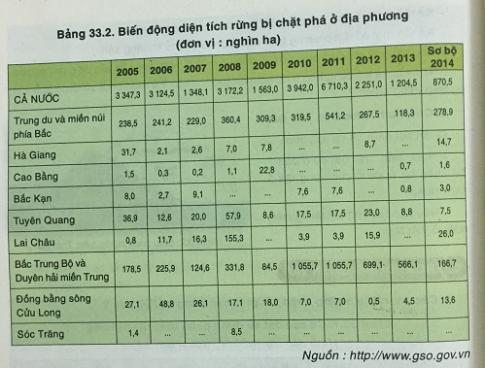 Bảng 33.2. Biến động diện tích rừng bị chặt phá ở địa phương
(đơn vị : nghìn ha)
2005 2006 2007 2008 2009 2010 2011 2012 2013 Sơ bộ 2014
CẢ NƯỚC 3 347,3 3 124,5 1 348,1 3 172,2 1 563,0 3 942,0 6 710,3 2 251,0 1 204,5 870,5
Trung du và miền núi
phía Bắc 238,5 241,2 229,0 360,4 309,3 319,5 541,2 267,5 118,3 278,9
Hà Giang 31,7 2,1 2,6 7,0 7,8 ... ... 8,7 14,7
Cao Bằng 1,5 0,3 0,2 1,1 22,8 ... ... ... 0,7 1,6
Bắc Kạn 8,0 2,7 9,1 ... ... 7,6 7,6 ... 0,8 3,0
Tuyên Quang 36,9 12,6 20,0 57,9 8,6 17,5 17,5 23,0 8,8 7,5
Lai Châu 0,8 11,7 16,3 155,3 ... 3,9 3,9 15,9 ... 26,0
Bắc Trung Bộ và
Duyên hải miền Trung 178,5 225,9 124,6 331,8 84,5 1 055,7 1 055,7 699,1 566,1 166,7
Đồng bằng sông
Cửu Long 27,1 48,8 26,1 17,1 18,0 7,0 7,0 0,5 4,5 13,6
Sóc Trăng 1,4 ... ... 8,5 ... ... ... ... ... ...
Nguồn : http://www.gso.gov.vn